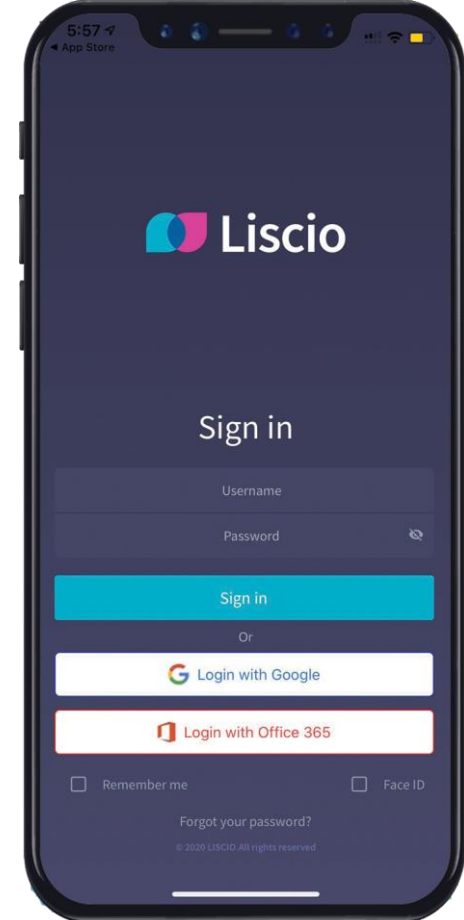 5:57
◀ App Store
Liscio
Sign in
Username
Password
Sign in
Or
Login with Google
Login with Office 365
Remember me
Face ID
Forgot your password?
© 2020 LISCIO All rights reserved